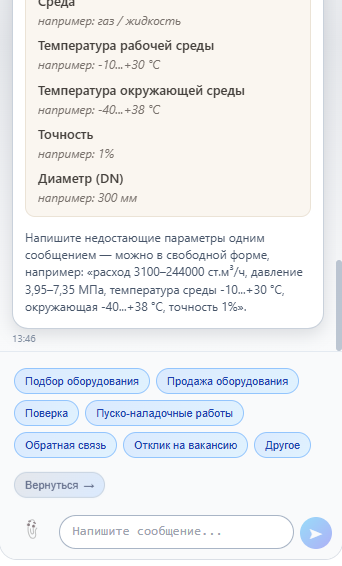 Среда
например: газ / жидкость
Температура рабочей среды
например: -10...+30 °C
Температура окружающей среды
например: -40...+38 °C
Точность
например: 1%
Диаметр (DN)
например: 300 мм
Напишите недостающие параметры одним
сообщением — можно в свободной форме,
например: «расход 3100–244000 ст.м³/ч, давление
3,95–7,35 МПа, температура среды -10...+30 °C,
окружающая -40...+38 °C, точность 1%».
13:46
Подбор оборудования Продажа оборудования
Поверка Пуско-наладочные работы
Обратная связь Отклик на вакансию Другое
Вернуться →
Напишите сообщение...